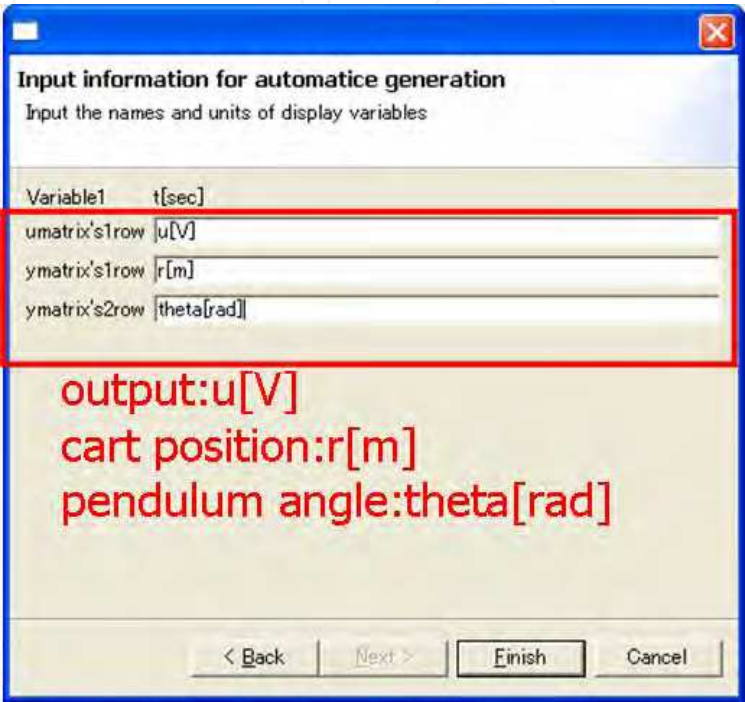 Input information for automatice generation
Input the names and units of display variables
Variable1 t[sec]
umatrix's1row u[V]
ymatrix's1row r[m]
ymatrix's2row theta[rad]
output:u[V]
cart position:r[m]
pendulum angle:theta[rad]
< Back Next > Finish Cancel